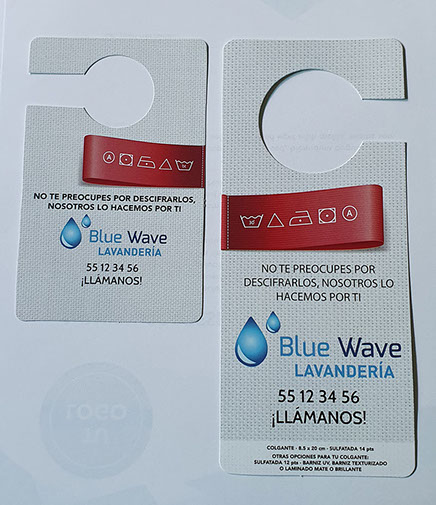 NO TE PREOCUPES POR DESCIFRARLOS,
NOSOTROS LO HACEMOS POR TI
Blue Wave
LAVANDERÍA
55 12 34 56
¡LLÁMANOS!
NO TE PREOCUPES POR
DESCIFRARLOS, NOSOTROS LO
HACEMOS POR TI
Blue Wave
LAVANDERÍA
55 12 34 56
¡LLÁMANOS!
COLGANTE - 8.5 x 20 cm - SULFATADA 14 pts
OTRAS OPCIONES PARA TU COLGANTE:
SULFATADA 12 pts - BARNIZ UV, BARNIZ TEXTURIZADO
O LAMINADO MATE O BRILLANTE